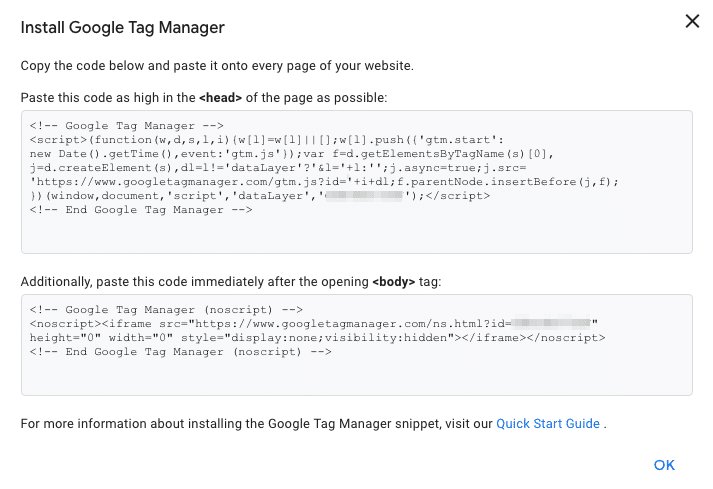 Install Google Tag Manager
Copy the code below and paste it onto every page of your website.
Paste this code as high in the <head> of the page as possible:
<!-- Google Tag Manager -->
<script>(function(w,d,s,l,i){w[l]=w[l]||[];w[l].push({'gtm.start':
new Date().getTime(),event:'gtm.js'});var f=d.getElementsByTagName(s)[0],
j=d.createElement(s),dl=l!='dataLayer'?'&l='+l:'';j.async=true;j.src=
'https://www.googletagmanager.com/gtm.js?id='+i+dl;f.parentNode.insertBefore(j,f);
})(window,document,'script','dataLayer','');</script>
<!-- End Google Tag Manager -->
Additionally, paste this code immediately after the opening <body> tag:
<!-- Google Tag Manager (noscript) -->
<noscript><iframe src="https://www.googletagmanager.com/ns.html?id="
height="0" width="0" style="display:none;visibility:hidden"></iframe></noscript>
<!-- End Google Tag Manager (noscript) -->
For more information about installing the Google Tag Manager snippet, visit our Quick Start Guide .
OK